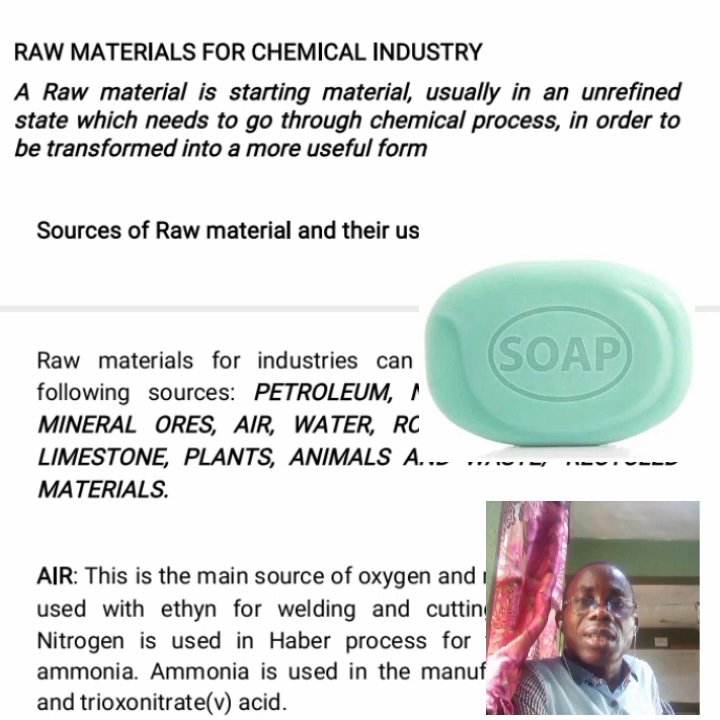 RAW MATERIALS FOR CHEMICAL INDUSTRY
A Raw material is starting material, usually in an unrefined
state which needs to go through chemical process, in order to
be transformed into a more useful form
Sources of Raw material and their us
Raw materials for industries can
following sources: PETROLEUM,
SOAP
MINERAL ORES, AIR, WATER,
LIMESTONE, PLANTS, ANIMALS AND WASTE, RECYCLED
MATERIALS.
AIR: This is the main source of oxygen and
used with ethyn for welding and cutting
Nitrogen is used in Haber process for
ammonia. Ammonia is used in the manuf
and trioxonitrate(v) acid.